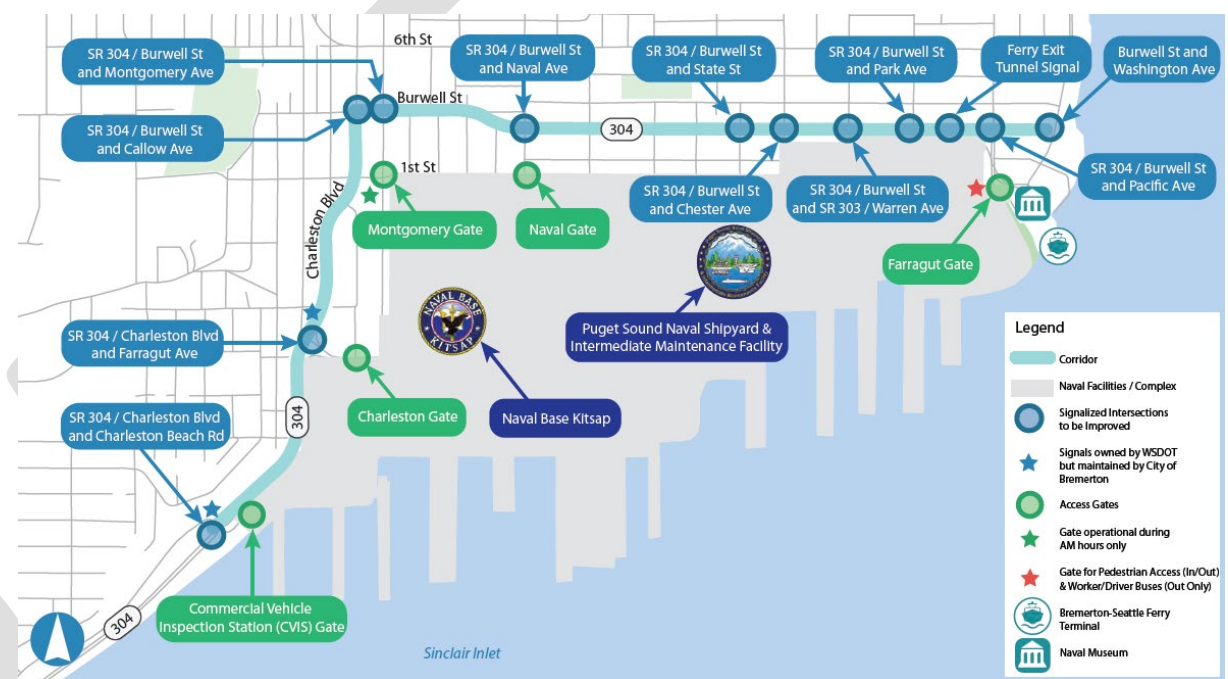 6th St
SR 304 / Burwell St
and Montgomery Ave
SR 304 / Burwell St
and Naval Ave
SR 304 / Burwell St
and State St
SR 304 / Burwell St
and Park Ave
Ferry Exit
Tunnel Signal
Burwell St and
Washington Ave
Burwell St
SR 304 / Burwell St
and Callow Ave
304
1st St
SR 304 / Burwell St
and Chester Ave
SR 304 / Burwell St
and SR 303 / Warren Ave
SR 304 / Burwell St
and Pacific Ave
Charleston Blvd
Montgomery Gate
Naval Gate
Farragut Gate
NAVAL BASE
KITSAP
SR 304 / Charleston Blvd
and Farragut Ave
Puget Sound Naval Shipyard &
Intermediate Maintenance Facility
Charleston Gate
Naval Base Kitsap
304
SR 304 / Charleston Blvd
and Charleston Beach Rd
Commercial Vehicle
Inspection Station (CVIS) Gate
304
Sinclair Inlet
Legend
Corridor
Naval Facilities / Complex
Signalized Intersections
to be Improved
Signals owned by WSDOT
but maintained by City of
Bremerton
Access Gates
Gate operational during
AM hours only
Gate for Pedestrian Access (In/Out)
& Worker/Driver Buses (Out Only)
Bremerton-Seattle Ferry
Terminal
Naval Museum